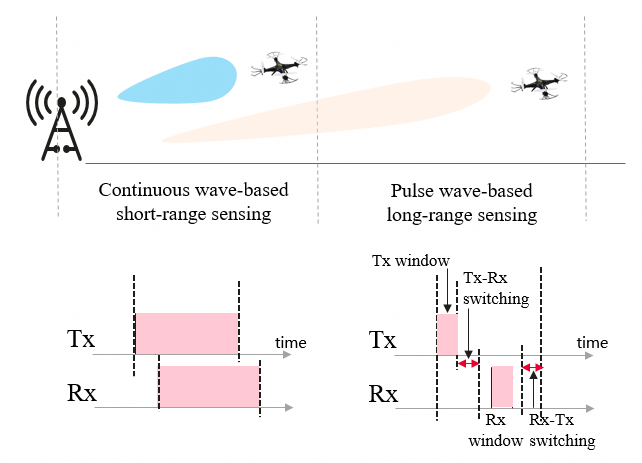 Continuous wave-based
short-range sensing
Pulse wave-based
long-range sensing
Tx
time
Rx
Tx window
Tx-Rx
switching
Tx
time
Rx
Rx
window
Rx-Tx
switching